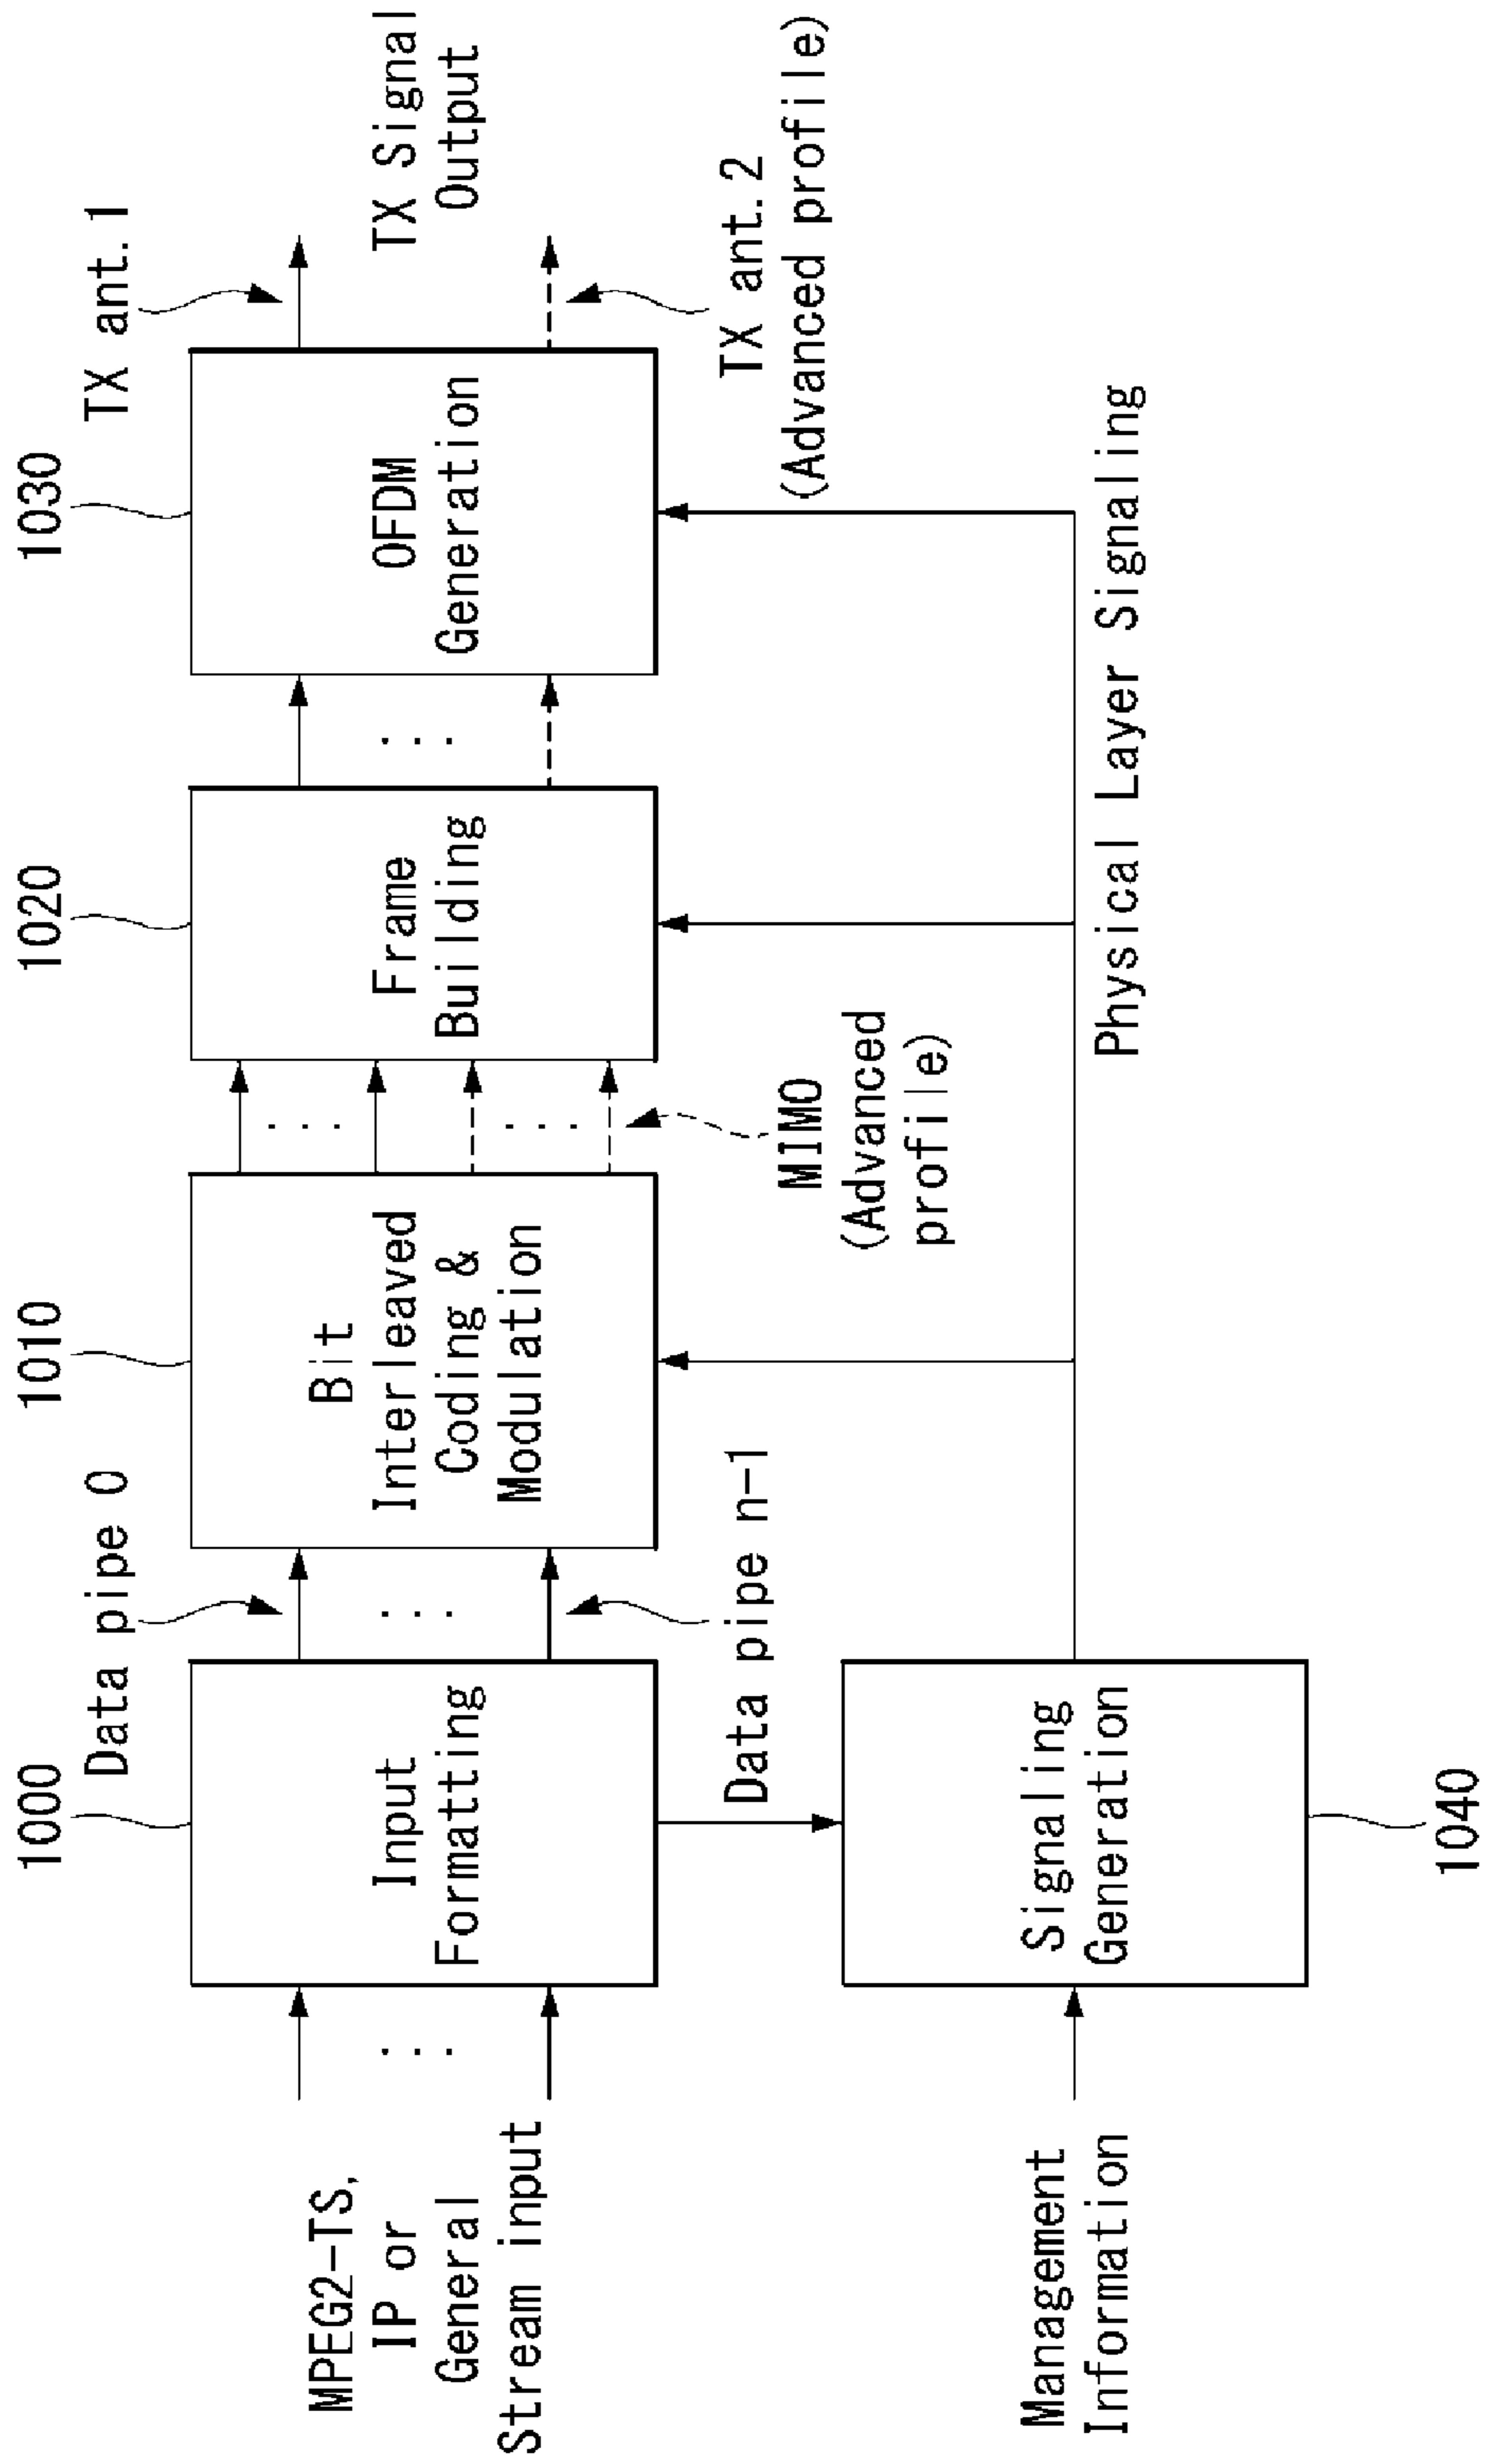 1000
1010
1020
1030
Data pipe 0
TX ant.1
MPEG2-TS,
IP or
General
Stream input
Input
Formatting
Bit
Interleaved
Coding &
Modulation
Frame
Building
OFDM
Generation
TX Signal
Output
Data pipe n-1
MIMO
(Advanced
profile)
TX ant.2
(Advanced profile)
Management
Information
Signaling
Generation
Physical Layer Signaling
1040